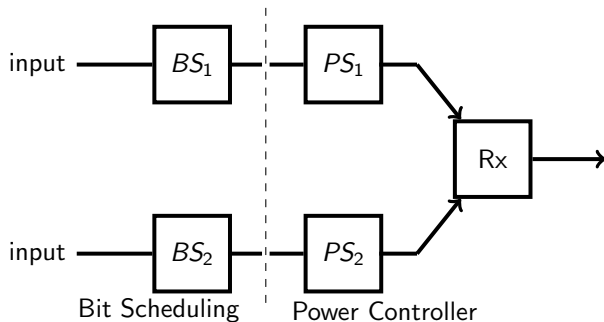 input
BS₁
PS₁
Rx
input
BS₂
PS₂
Bit Scheduling
Power Controller